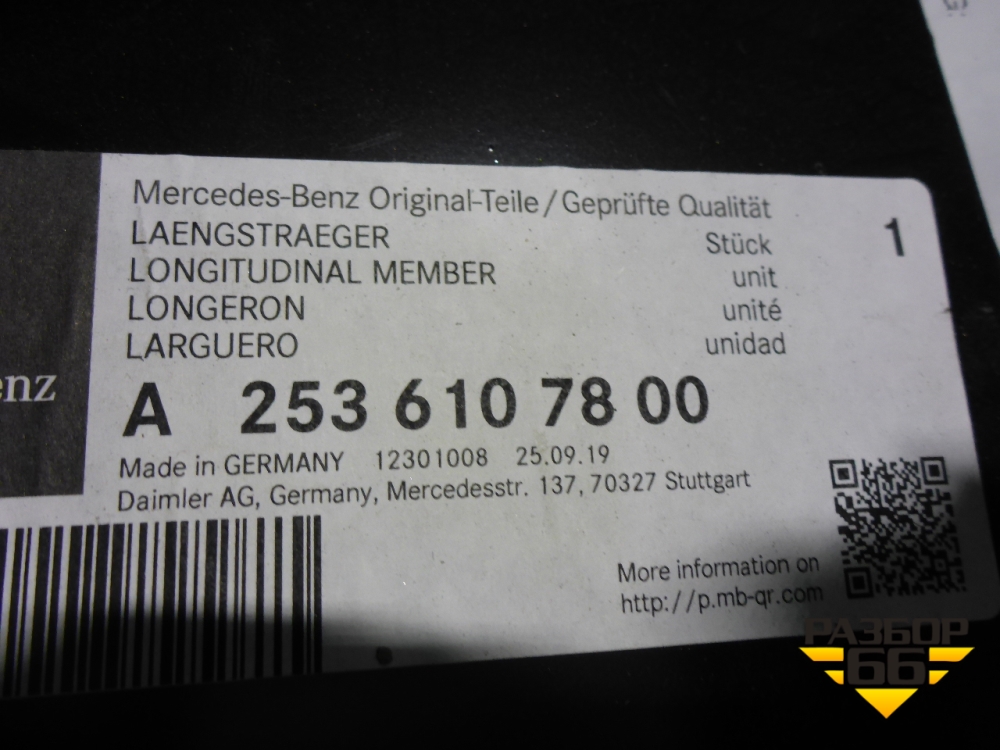 Mercedes-Benz Original-Teile / Geprüfte Qualität
LAENGSTRAEGER Stück 1
LONGITUDINAL MEMBER unit
LONGERON unité
LARGUERO unidad
enz
A 253 610 78 00
Made in GERMANY 12301008 25.09.19
Daimler AG, Germany, Mercedesstr. 137, 70327 Stuttgart
More information on
http://p.mb-qr.com
РАЗБОР
66